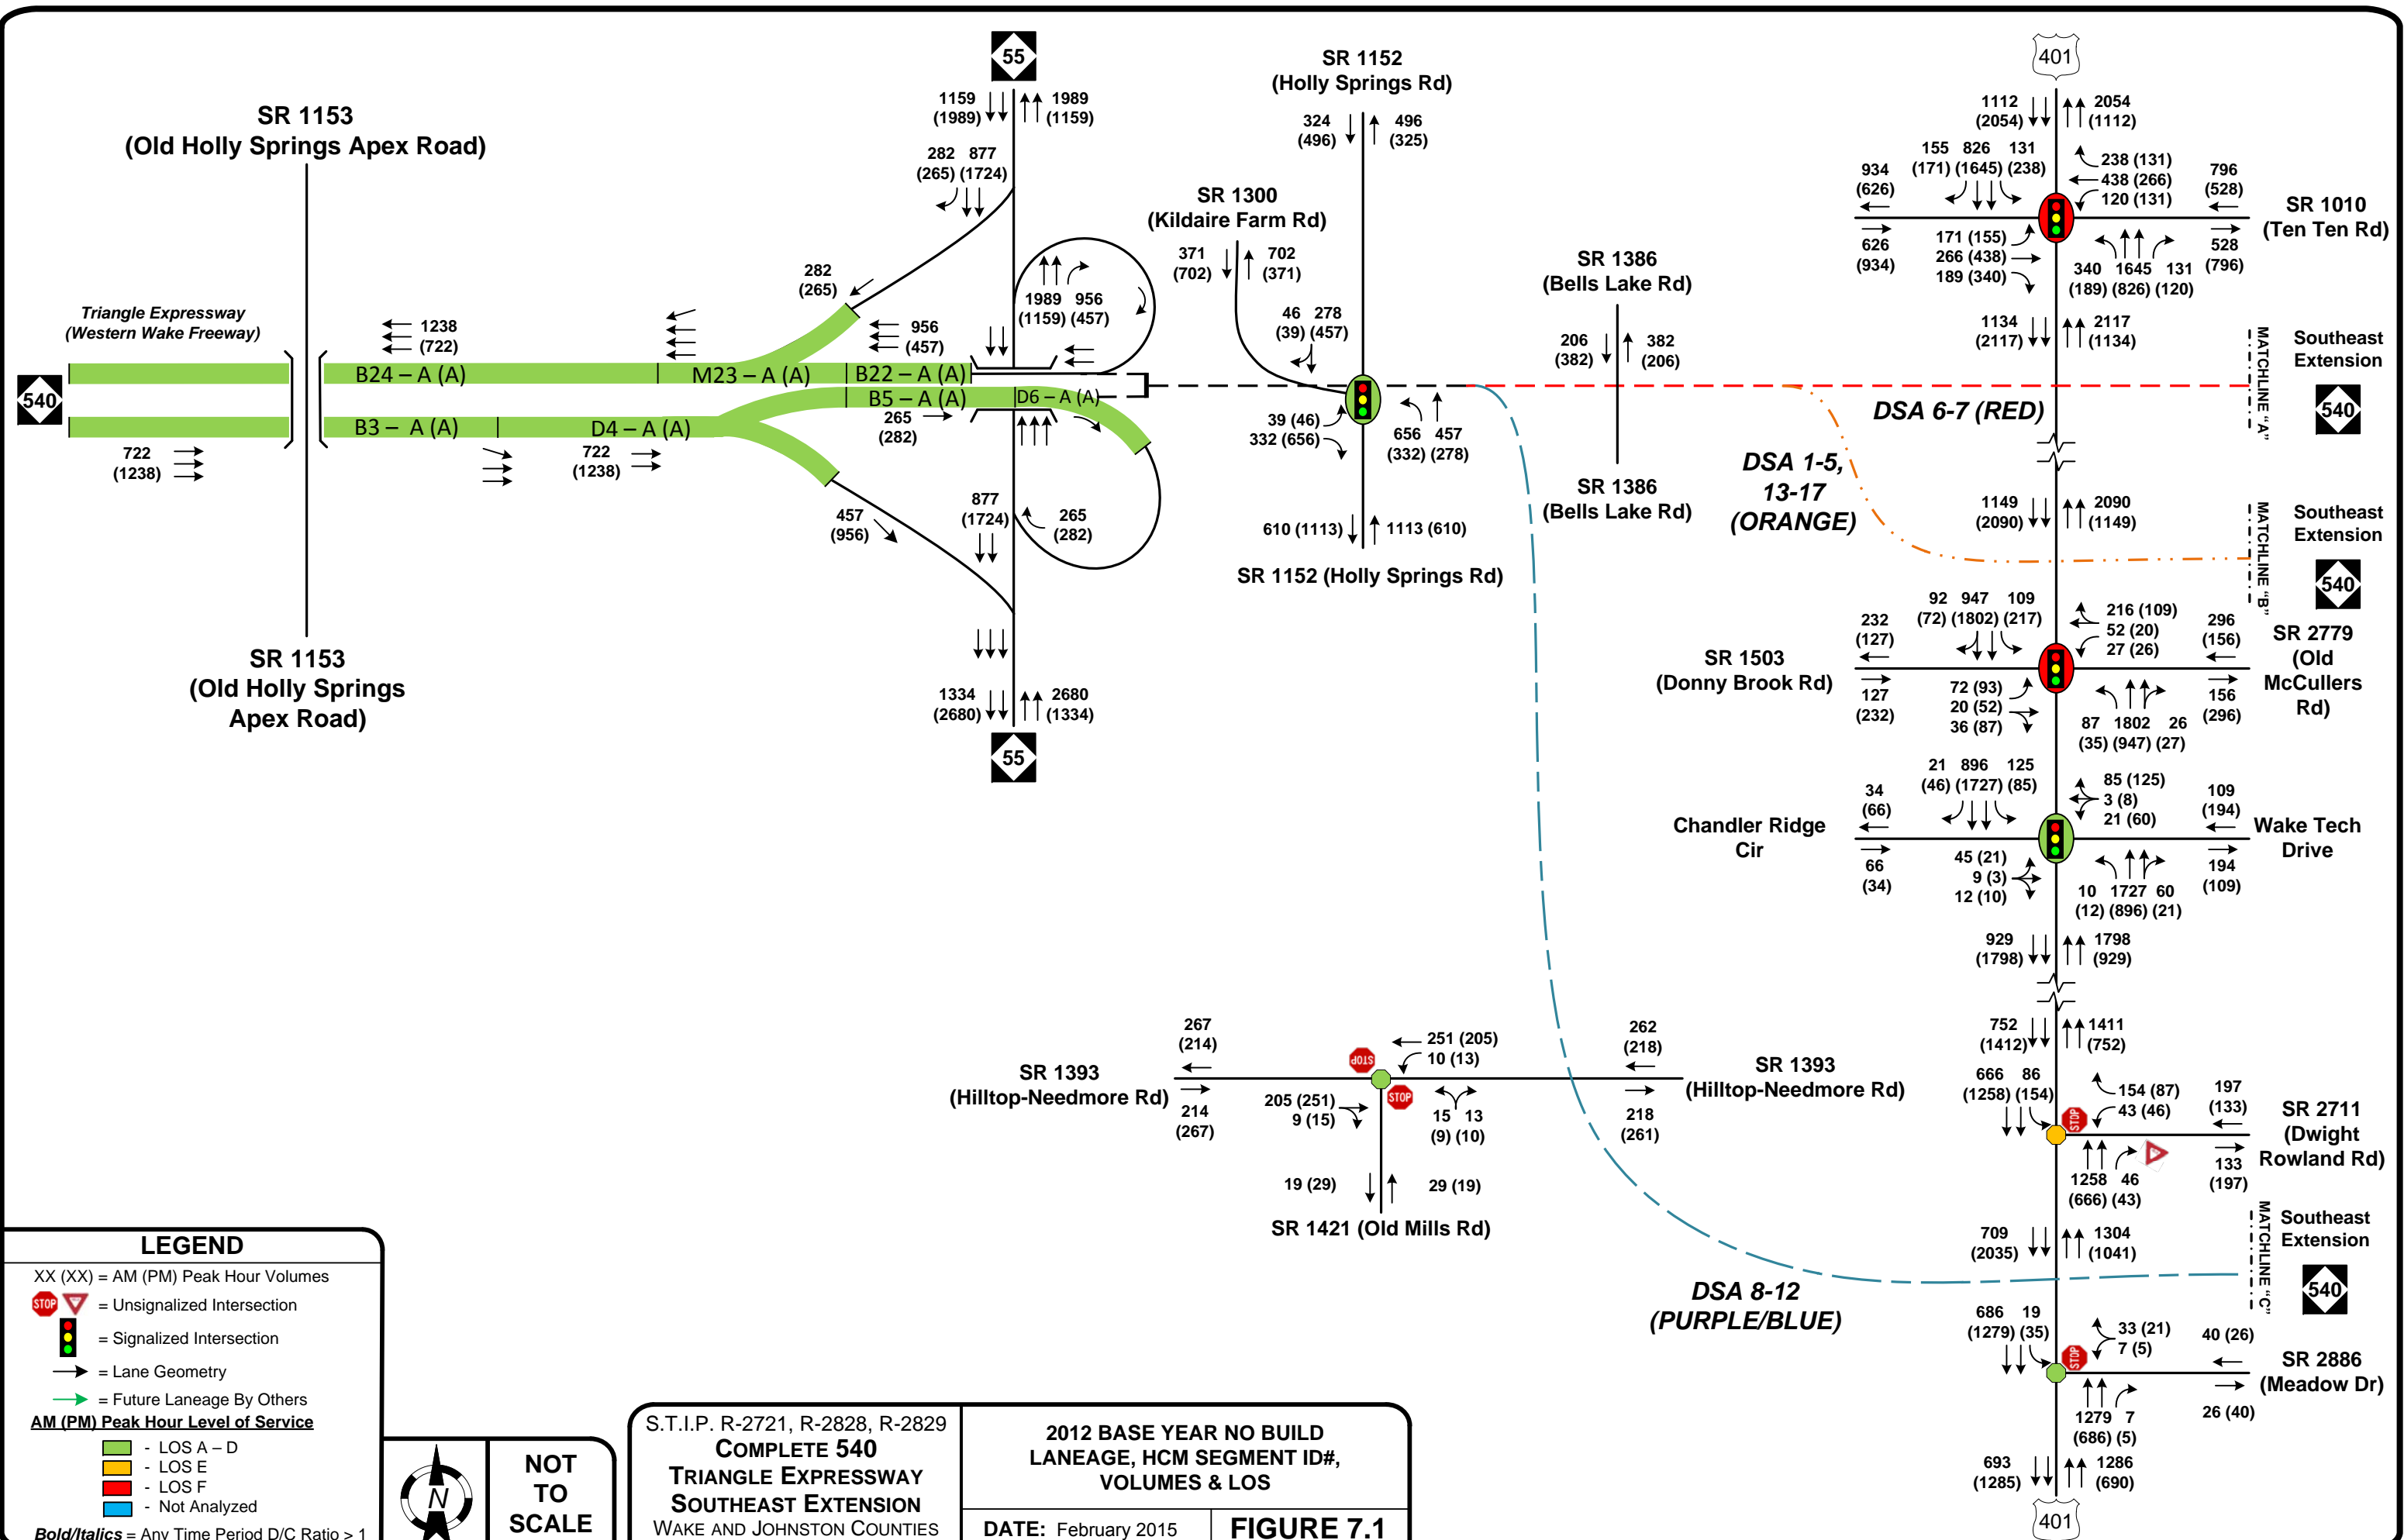 55
SR 1153
(Old Holly Springs Apex Road)
1159
(1989)
1989
(1159)
282 877
(265) (1724)
282
(265)
1989 956
(1159) (457)
Triangle Expressway
(Western Wake Freeway)
1238
(722)
956
(457)
540
B24 – A (A)
M23 – A (A)
B22 – A (A)
B5 – A (A)
D6 – A (A)
B3 – A (A)
D4 – A (A)
265
(282)
722
(1238)
722
(1238)
457
(956)
877
(1724)
265
(282)
SR 1153
(Old Holly Springs
Apex Road)
1334
(2680)
2680
(1334)
55
SR 1152
(Holly Springs Rd)
324
(496)
496
(325)
SR 1300
(Kildaire Farm Rd)
371
(702)
702
(371)
46 278
(39) (457)
39 (46)
332 (656)
656 457
(332) (278)
610 (1113)
1113 (610)
SR 1152 (Holly Springs Rd)
SR 1386
(Bells Lake Rd)
206
(382)
382
(206)
SR 1386
(Bells Lake Rd)
DSA 6-7 (RED)
DSA 1-5,
13-17
(ORANGE)
DSA 8-12
(PURPLE/BLUE)
401
1112
(2054)
2054
(1112)
155 826 131
(171) (1645) (238)
238 (131)
438 (266)
120 (131)
934
(626)
796
(528)
SR 1010
(Ten Ten Rd)
626
(934)
171 (155)
266 (438)
189 (340)
340 1645 131
(189) (826) (120)
528
(796)
1134
(2117)
2117
(1134)
MATCHLINE "A"
Southeast
Extension
540
1149
(2090)
2090
(1149)
MATCHLINE "B"
Southeast
Extension
540
92 947 109
(72) (1802) (217)
216 (109)
52 (20)
27 (26)
232
(127)
296
(156)
SR 1503
(Donny Brook Rd)
SR 2779
(Old
McCullers
Rd)
127
(232)
72 (93)
20 (52)
36 (87)
87 1802 26
(35) (947) (27)
156
(296)
21 896 125
(46) (1727) (85)
85 (125)
3 (8)
21 (60)
34
(66)
109
(194)
Chandler Ridge
Cir
Wake Tech
Drive
66
(34)
45 (21)
9 (3)
12 (10)
10 1727 60
(12) (896) (21)
194
(109)
929
(1798)
1798
(929)
752
(1412)
1411
(752)
666 86
(1258) (154)
154 (87)
43 (46)
197
(133)
STOP
SR 2711
(Dwight
Rowland Rd)
1258 46
(666) (43)
133
(197)
267
(214)
251 (205)
10 (13)
262
(218)
STOP
STOP
SR 1393
(Hilltop-Needmore Rd)
SR 1393
(Hilltop-Needmore Rd)
214
(267)
205 (251)
9 (15)
15 13
(9) (10)
218
(261)
19 (29)
29 (19)
SR 1421 (Old Mills Rd)
709
(2035)
1304
(1041)
MATCHLINE "C"
Southeast
Extension
540
686 19
(1279) (35)
33 (21)
7 (5)
40 (26)
STOP
SR 2886
(Meadow Dr)
1279 7
(686) (5)
26 (40)
693
(1285)
1286
(690)
401
LEGEND
XX (XX) = AM (PM) Peak Hour Volumes
STOP = Unsignalized Intersection
= Signalized Intersection
= Lane Geometry
= Future Laneage By Others
AM (PM) Peak Hour Level of Service
- LOS A – D
- LOS E
- LOS F
- Not Analyzed
Bold/Italics = Any Time Period D/C Ratio > 1
N
NOT
TO
SCALE
S.T.I.P. R-2721, R-2828, R-2829
COMPLETE 540
TRIANGLE EXPRESSWAY
SOUTHEAST EXTENSION
WAKE AND JOHNSTON COUNTIES
2012 BASE YEAR NO BUILD
LANEAGE, HCM SEGMENT ID#,
VOLUMES & LOS
DATE: February 2015
FIGURE 7.1